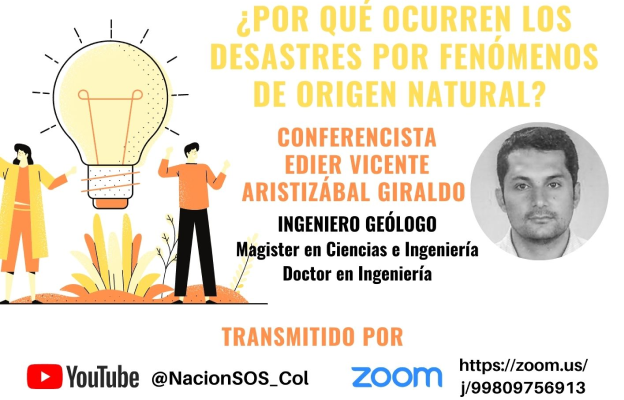 ¿POR QUÉ OCURREN LOS
DESASTRES POR FENÓMENOS
DE ORIGEN NATURAL?
CONFERENCISTA
EDIER VICENTE
ARISTIZÁBAL GIRALDO
INGENIERO GEÓLOGO
Magister en Ciencias e Ingeniería
Doctor en Ingeniería
TRANSMITIDO POR
YouTube @NacionSOS_Col
zoom https://zoom.us/
j/99809756913